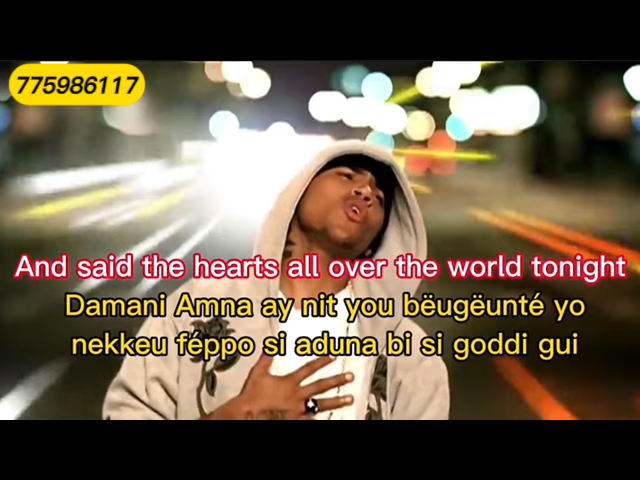 775986117
And said the hearts all over the world tonight
Damani Amna ay nit you bëugëunté yo
nekkeu féppo si aduna bi si goddi gui